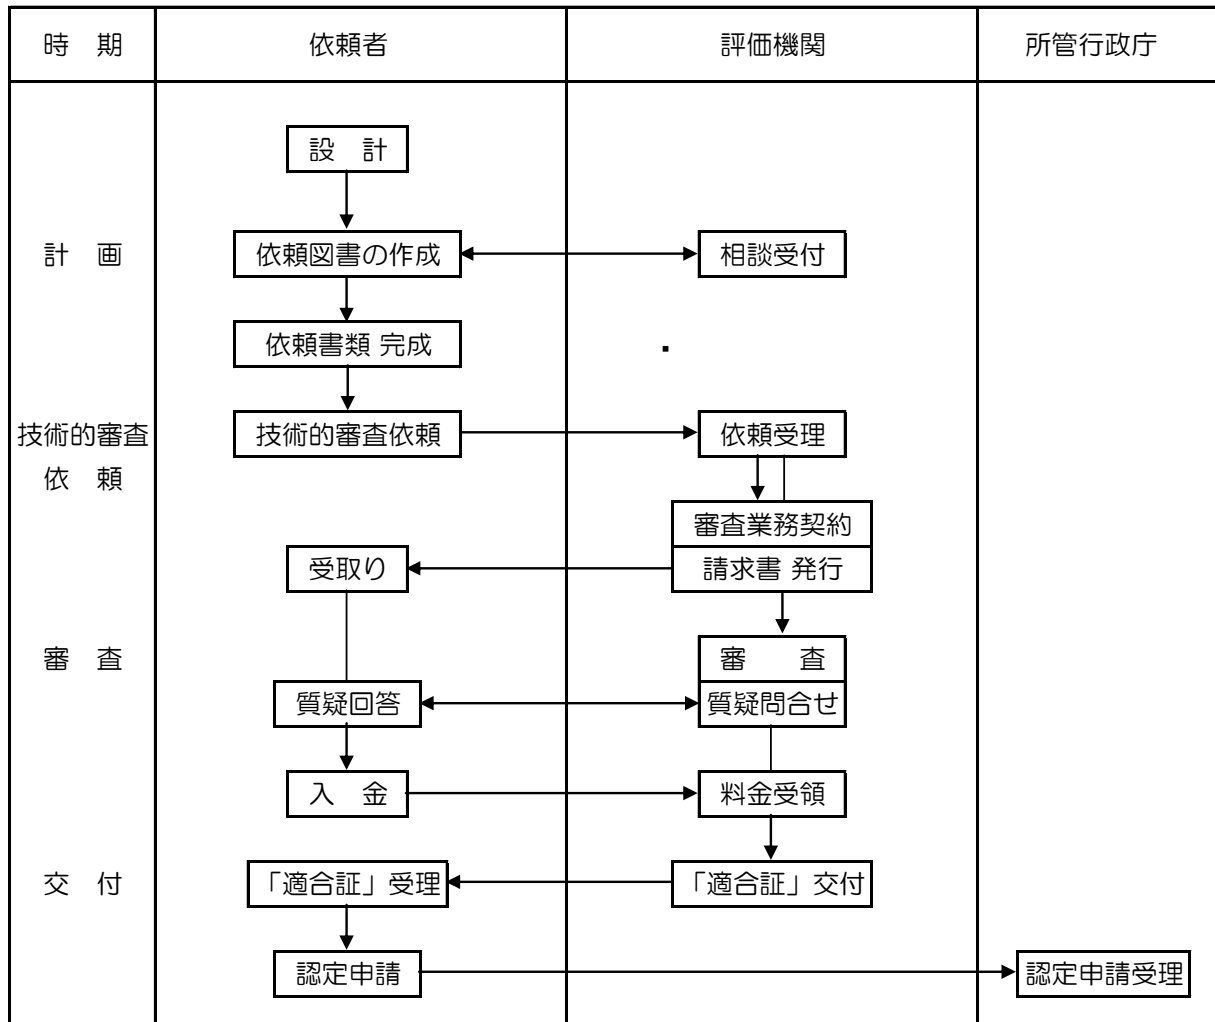 時　期　依頼者　評価機関　所管行政庁
設　計
計　画　依頼図書の作成　相談受付
依頼書類 完成
技術的審査　技術的審査依頼　依頼受理
依　頼
審査業務契約
受取り　請求書 発行
審　査　審　　査
質疑回答　質疑問合せ
入　金　料金受領
交　付　「適合証」受理　「適合証」交付
認定申請　認定申請受理